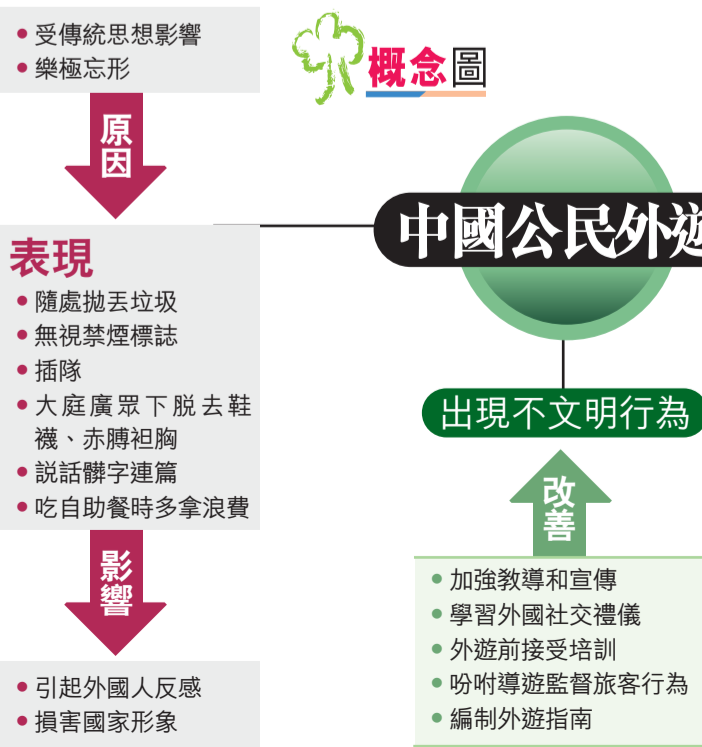 受傳統思想影響
樂極忘形
概念圖
原因
中國公民外遊
表現
隨處拋丟垃圾
無視禁煙標誌
插隊
大庭廣眾下脱去鞋
襪、赤膊袒胸
説話髒字連篇
吃自助餐時多拿浪費
出現不文明行為
改善
影響
加強教導和宣傳
學習外國社交禮儀
外遊前接受培訓
吩咐導遊監督旅客行為
編制外遊指南
引起外國人反感
損害國家形象